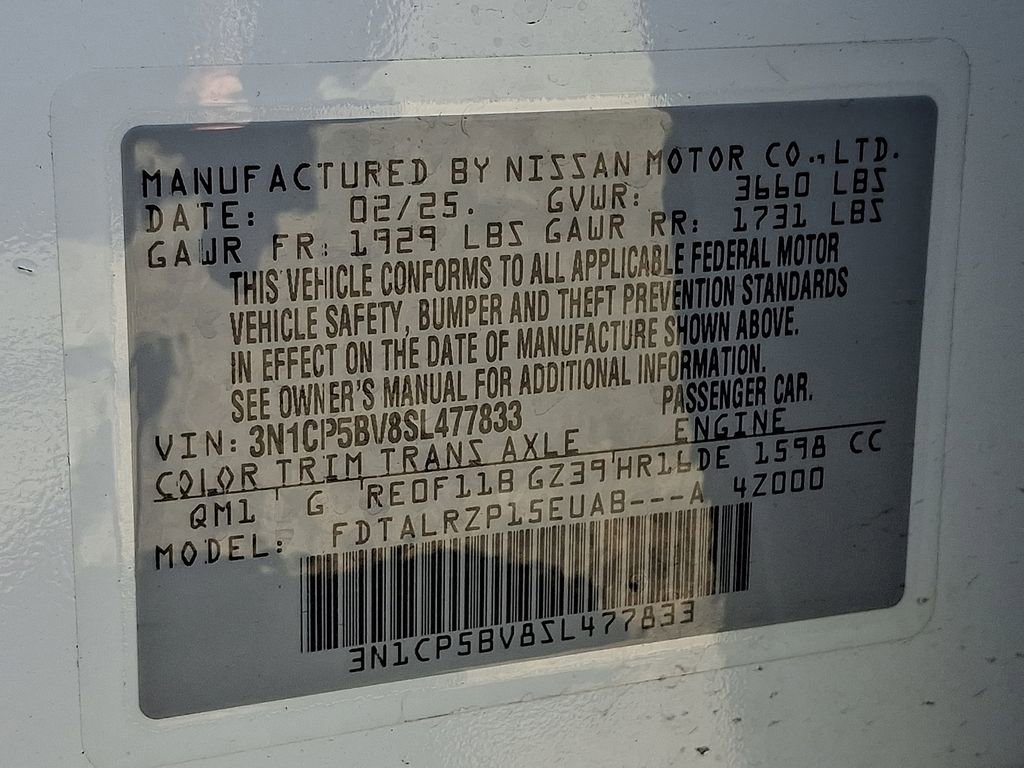 MANUFACTURED BY NISSAN MOTOR CO.,LTD.
DATE: 02/25. GVWR: 3660 LBS
GAWR FR: 1929 LBS GAWR RR: 1731 LBS
THIS VEHICLE CONFORMS TO ALL APPLICABLE FEDERAL MOTOR
VEHICLE SAFETY, BUMPER AND THEFT PREVENTION STANDARDS
IN EFFECT ON THE DATE OF MANUFACTURE SHOWN ABOVE.
SEE OWNER'S MANUAL FOR ADDITIONAL INFORMATION.
VIN: 3N1CP5BV8SL477833 PASSENGER CAR.
COLOR TRIM TRANS AXLE ENGINE
QM1 G REOF11B GZ39 HR16DE 1598 CC
MODEL: FDTALRZP15EUAB---A 42000
3N1CP5BV8SL477833